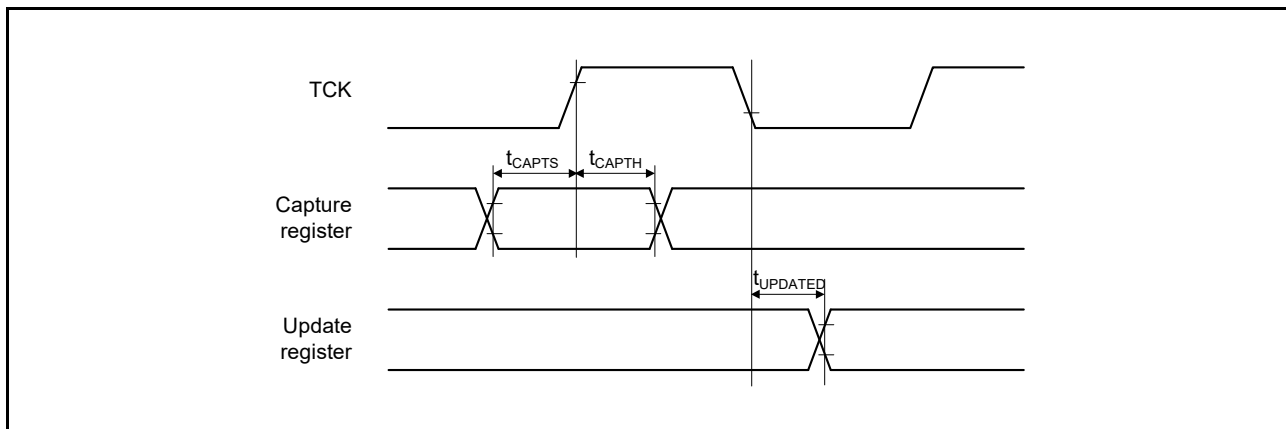 TCK
tCAPTS
tCAPTH
Capture
register
tUPDATED
Update
register